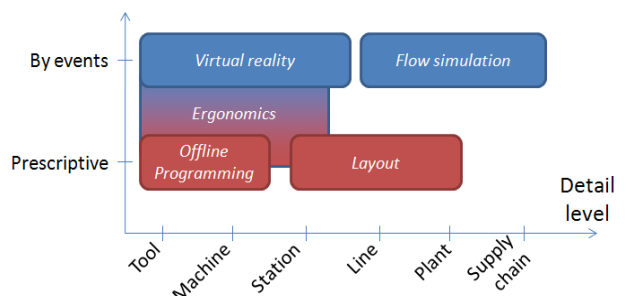 By events
Virtual reality
Flow simulation
Ergonomics
Prescriptive
Offline
Programming
Layout
Detail
level
Tool
Machine
Station
Line
Plant
Supply
chain